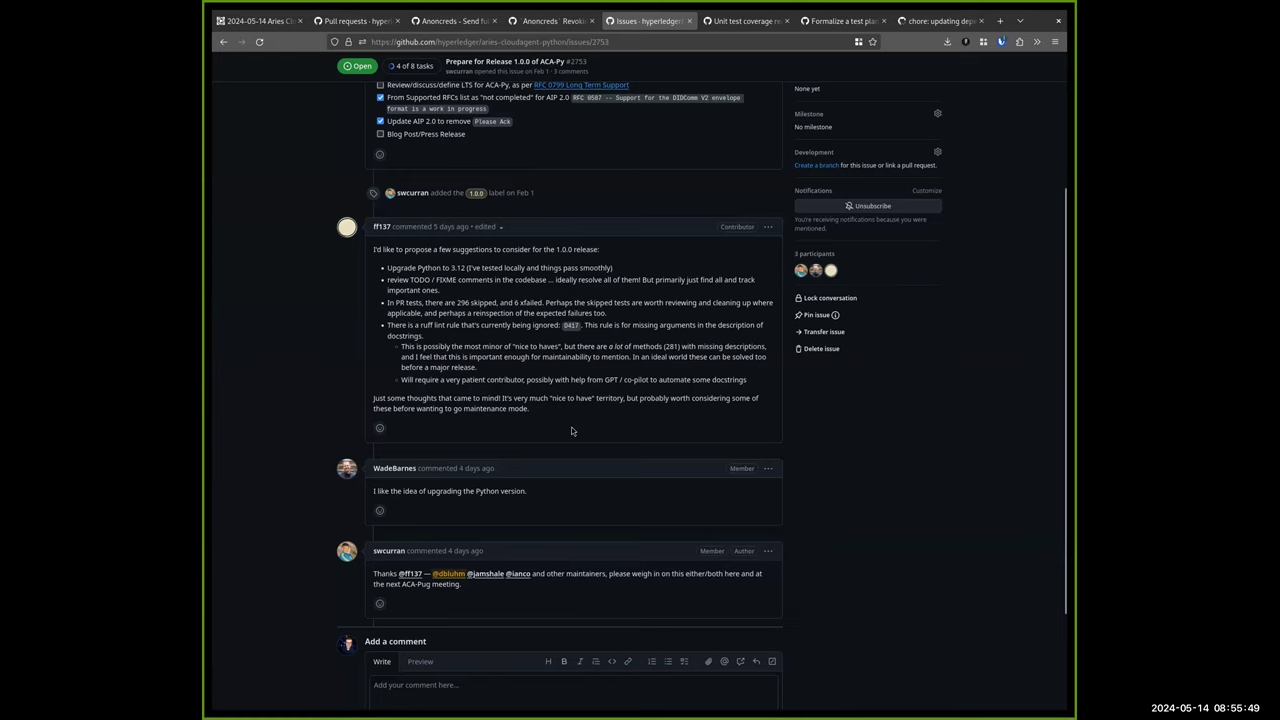 2024-05-14 Aries Clo
Pull requests · hyperl
Anoncreds - Send ful
`Anoncreds` Revokin
Issues · hyperledger/
Unit test coverage re
Formalize a test plan
chore: updating depe
https://github.com/hyperledger/aries-cloudagent-python/issues/2753
Open
4 of 8 tasks
Prepare for Release 1.0.0 of ACA-Py #2753
swcurran opened this issue on Feb 1 · 3 comments
Review/discuss/define LTS for ACA-Py, as per RFC 0799 Long Term Support
From Supported RFCs list as "not completed" for AIP 2.0 RFC 0587 -- Support for the DIDComm V2 envelope
format is a work in progress
Update AIP 2.0 to remove Please Ack
Blog Post/Press Release
swcurran added the 1.0.0 label on Feb 1
ff137 commented 5 days ago • edited
Contributor
I'd like to propose a few suggestions to consider for the 1.0.0 release:
• Upgrade Python to 3.12 (I've tested locally and things pass smoothly)
• review TODO / FIXME comments in the codebase ... ideally resolve all of them! But primarily just find all and track
important ones.
• In PR tests, there are 296 skipped, and 6 xfailed. Perhaps the skipped tests are worth reviewing and cleaning up where
applicable, and perhaps a reinspection of the expected failures too.
• There is a ruff lint rule that's currently being ignored: D417. This rule is for missing arguments in the description of
docstrings.
This is possibly the most minor of "nice to haves", but there are a lot of methods (281) with missing descriptions,
and I feel that this is important enough for maintainability to mention. In an ideal world these can be solved too
before a major release.
Will require a very patient contributor, possibly with help from GPT / co-pilot to automate some docstrings
Just some thoughts that came to mind! It's very much "nice to have" territory, but probably worth considering some of
these before wanting to go maintenance mode.
WadeBarnes commented 4 days ago
Member
I like the idea of upgrading the Python version.
swcurran commented 4 days ago
Member
Author
Thanks @ff137 — @dbluhm @jamshale @ianco and other maintainers, please weigh in on this either/both here and at
the next ACA-Pug meeting.
Add a comment
Write
Preview
Add your comment here...
None yet
Milestone
No milestone
Development
Create a branch for this issue or link a pull request.
Notifications
Customize
Unsubscribe
You're receiving notifications because you were
mentioned.
3 participants
Lock conversation
Pin issue
Transfer issue
Delete issue
2024-05-14 08:55:49